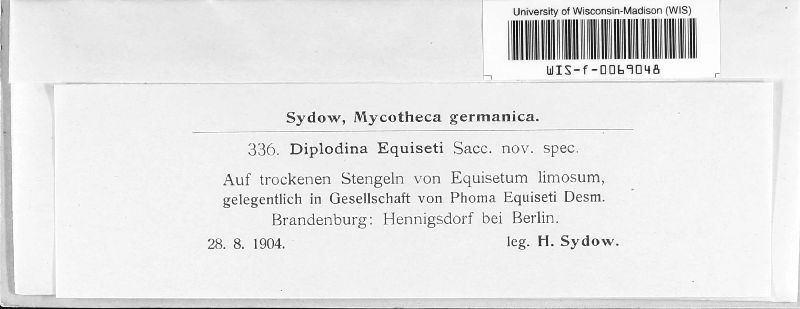 University of Wisconsin-Madison (WIS)
WIS-f-0069048
Sydow, Mycotheca germanica.
336. Diplodina Equiseti Sacc. nov. spec.
Auf trockenen Stengeln von Equisetum limosum,
gelegentlich in Gesellschaft von Phoma Equiseti Desm.
Brandenburg: Hennigsdorf bei Berlin.
28. 8. 1904. leg. H. Sydow.